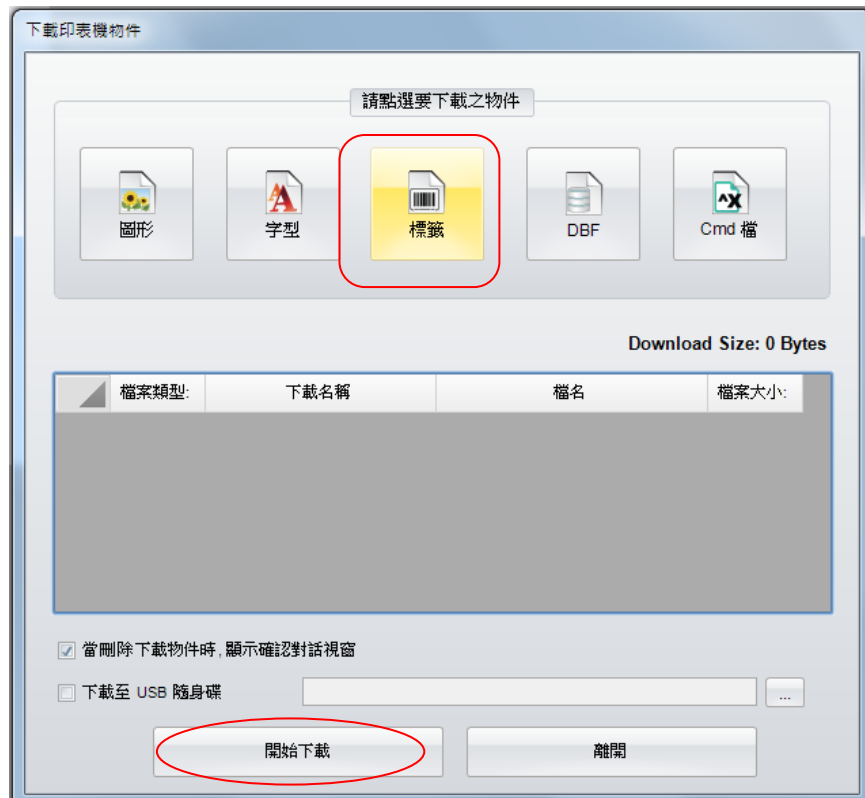 下載印表機物件
請點選要下載之物件
圖形 字型 標籤 DBF Cmd 檔
Download Size: 0 Bytes
檔案類型: 下載名稱 檔名 檔案大小:
當刪除下載物件時,顯示確認對話視窗
下載至 USB 隨身碟 ...
開始下載 離開